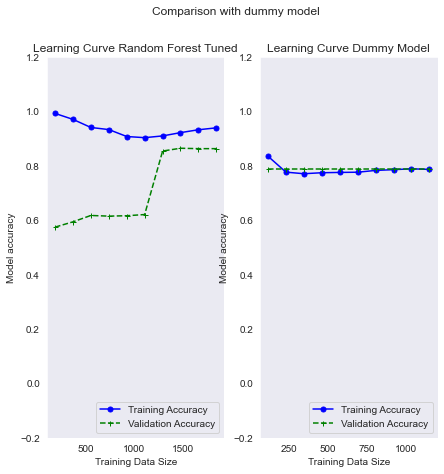 Comparison with dummy model
Learning Curve Random Forest Tuned
1.2
1.0
0.8
0.6
0.4
0.2
0.0
−0.2
Model accuracy
Training Accuracy
Validation Accuracy
500
1000
1500
Training Data Size
Learning Curve Dummy Model
1.2
1.0
0.8
0.6
0.4
0.2
0.0
−0.2
Model accuracy
Training Accuracy
Validation Accuracy
250
500
750
1000
Training Data Size